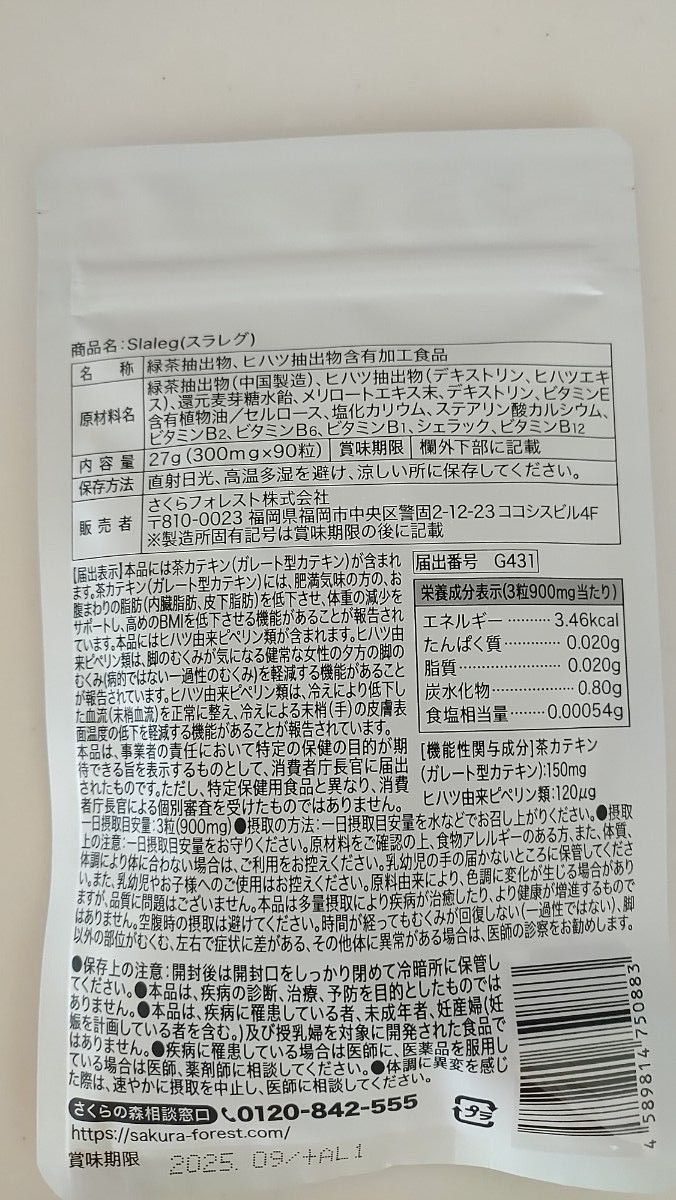 商品名:Slaleg(スラレグ)
名 称 緑茶抽出物、ヒハツ抽出物含有加工食品
原材料名 緑茶抽出物(中国製造)、ヒハツ抽出物(デキストリン、ヒハツエキ
ス)、還元麦芽糖水飴、メリロートエキス末、デキストリン、ビタミンE
含有植物油/セルロース、塩化カリウム、ステアリン酸カルシウム、
ビタミンB2、ビタミンB6、ビタミンB1、シェラック、ビタミンB12
内容量 27g(300mg×90粒) 賞味期限 欄外下部に記載
保存方法 直射日光、高温多湿を避け、涼しい所に保存してください。
販売者 さくらフォレスト株式会社
〒810-0023 福岡県福岡市中央区警固2-12-23 ココシスビル4F
※製造所固有記号は賞味期限の後に記載
【届出表示】本品には茶カテキン(ガレート型カテキン)が含まれ
ます。茶カテキン(ガレート型カテキン)には、肥満気味の方の、お
腹まわりの脂肪(内臓脂肪、皮下脂肪)を低下させ、体重の減少を
サポートし、高めのBMIを低下させる機能があることが報告され
ています。本品にはヒハツ由来ピペリン類が含まれます。ヒハツ由
来ピペリン類は、脚のむくみが気になる健常な女性の夕方の脚の
むくみ(病的ではない一過性のむくみ)を軽減する機能があること
が報告されています。ヒハツ由来ピペリン類は、冷えにより低下し
た血流(末梢血流)を正常に整え、冷えによる末梢(手)の皮膚表
面温度の低下を軽減する機能があることが報告されています。
本品は、事業者の責任において特定の保健の目的が期
待できる旨を表示するものとして、消費者庁長官に届出
されたものです。ただし、特定保健用食品と異なり、消費
者庁長官による個別審査を受けたものではありません。
届出番号 G431
栄養成分表示(3粒900mg当たり)
エネルギー………3.46kcal
たんぱく質…………0.020g
脂質…………………0.020g
炭水化物……………0.80g
食塩相当量………0.00054g
[機能性関与成分]茶カテキン
(ガレート型カテキン):150mg
ヒハツ由来ピペリン類:120μg
一日摂取目安量:3粒(900mg)●摂取の方法:一日摂取目安量を水などでお召し上がりください。●摂取
上の注意:一日摂取目安量をお守りください。原材料をご確認の上、食物アレルギーのある方、また、体質、
体調により体に合わない場合は、ご利用をお控えください。乳幼児の手の届かないところに保管してくださ
い。また、乳幼児やお子様へのご使用はお控えください。原料由来により、色調に変化が生じる場合があり
ますが、品質に問題はございません。本品は多量摂取により疾病が治癒したり、より健康が増進するもので
はありません。空腹時の摂取は避けてください。時間が経ってもむくみが回復しない(一過性ではない)、脚
以外の部位がむくむ、左右で症状に差がある、その他体に異常がある場合は、医師の診察をお勧めします。
●保存上の注意:開封後は開封口をしっかり閉めて冷暗所に保管し
てください。●本品は、疾病の診断、治療、予防を目的としたものでは
ありません。●本品は、疾病に罹患している者、未成年者、妊産婦(妊
娠を計画している者を含む。)及び授乳婦を対象に開発された食品で
はありません。●疾病に罹患している場合は医師に、医薬品を服用し
ている場合は医師、薬剤師に相談してください。●体調に異変を感じ
た際は、速やかに摂取を中止し、医師に相談してください。
さくらの森相談窓口 0120-842-555
https://sakura-forest.com/
プラ
賞味期限 2025. 09/+AL1
4 589814 750883